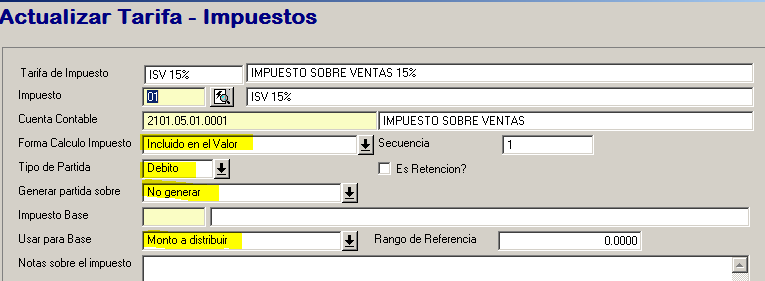 Actualizar Tarifa - Impuestos
Tarifa de Impuesto ISV 15% IMPUESTO SOBRE VENTAS 15%
Impuesto 01 ISV 15%
Cuenta Contable 2101.05.01.0001 IMPUESTO SOBRE VENTAS
Forma Calculo Impuesto Incluido en el Valor Secuencia 1
Tipo de Partida Debito Es Retencion?
Generar partida sobre No generar
Impuesto Base
Usar para Base Monto a distribuir Rango de Referencia 0.0000
Notas sobre el impuesto